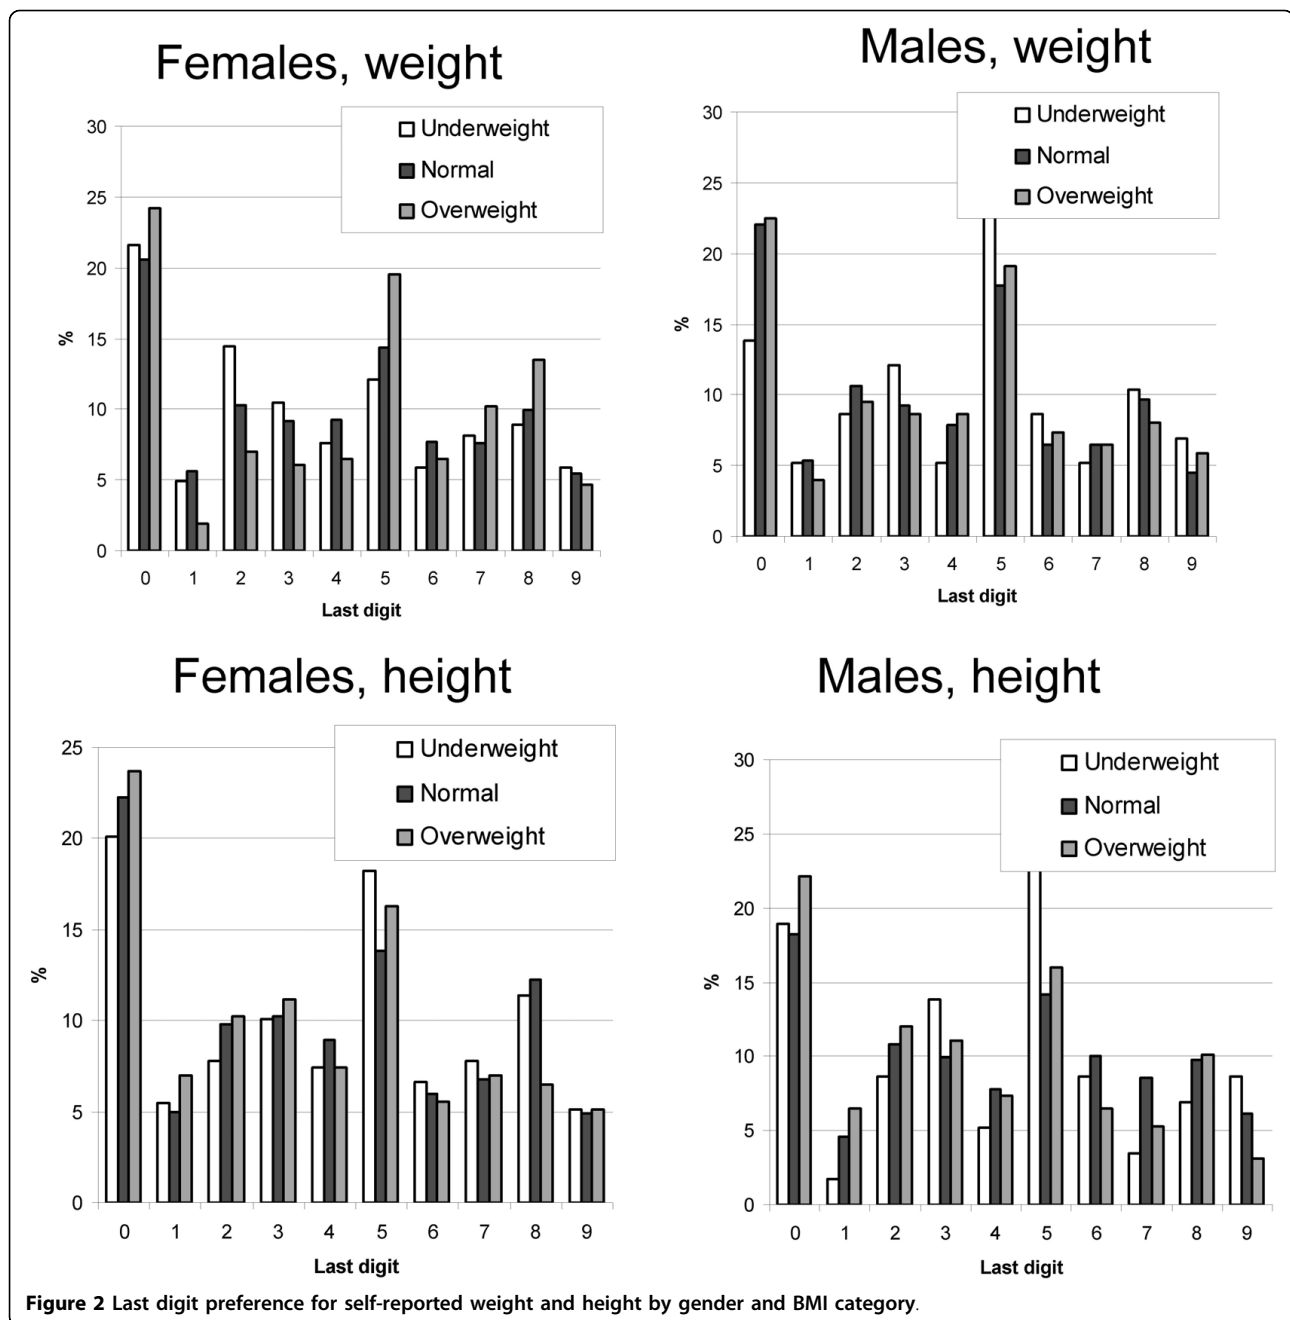 Females, weight
Underweight
Normal
Overweight
30
25
20
15
10
5
0
%
0 1 2 3 4 5 6 7 8 9
Last digit
Males, weight
Underweight
Normal
Overweight
30
25
20
15
10
5
0
%
0 1 2 3 4 5 6 7 8 9
Last digit
Females, height
Underweight
Normal
Overweight
25
20
15
10
5
0
%
0 1 2 3 4 5 6 7 8 9
Last digit
Males, height
Underweight
Normal
Overweight
30
25
20
15
10
5
0
%
0 1 2 3 4 5 6 7 8 9
Last digit
Figure 2 Last digit preference for self-reported weight and height by gender and BMI category.